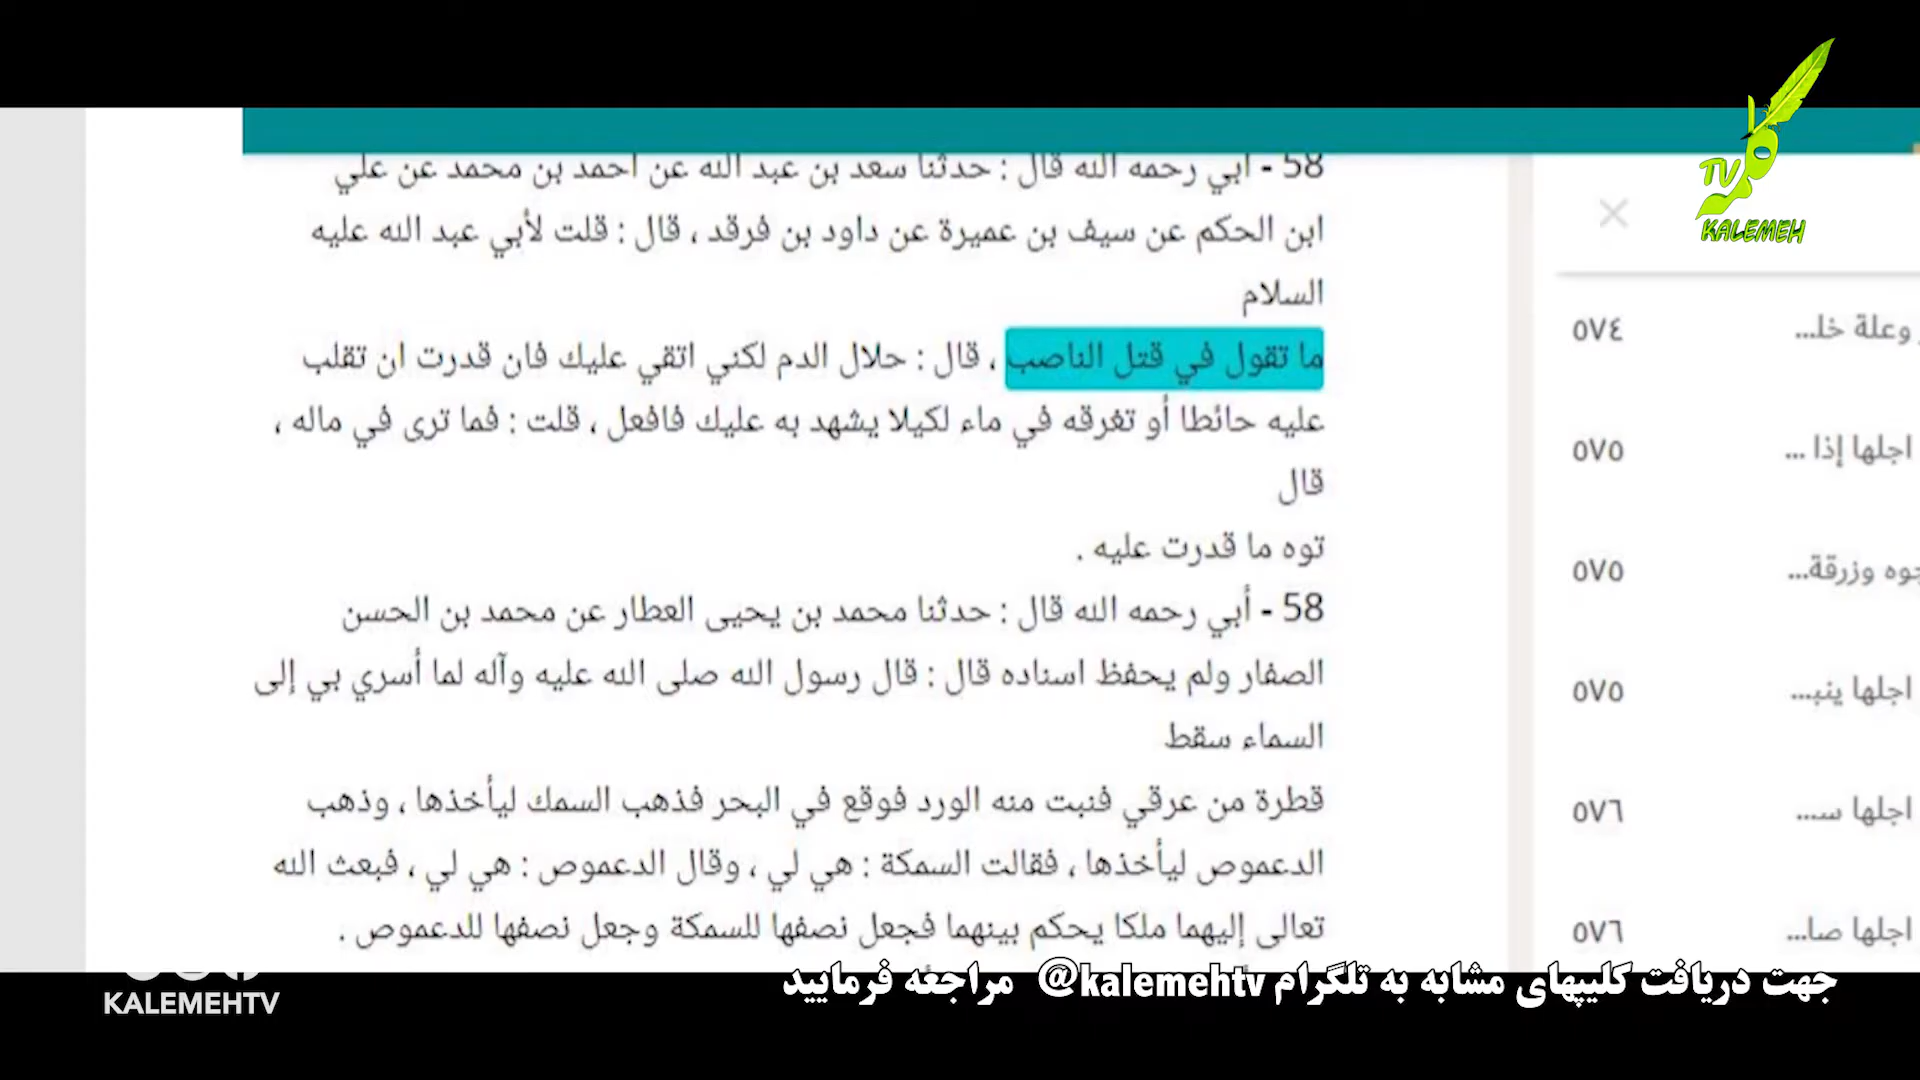 TV
KALEMEH
58 - أبي رحمه الله قال : حدثنا سعد بن عبد الله عن احمد بن محمد عن علي
ابن الحكم عن سيف بن عميرة عن داود بن فرقد ، قال : قلت لأبي عبد الله عليه
السلام
ما تقول في قتل الناصب ، قال : حلال الدم لكني اتقي عليك فان قدرت ان تقلب
عليه حائطا أو تغرقه في ماء لكيلا يشهد به عليك فافعل ، قلت : فما ترى في ماله ،
قال
توه ما قدرت عليه .
58 - أبي رحمه الله قال : حدثنا محمد بن يحيى العطار عن محمد بن الحسن
الصفار ولم يحفظ اسناده قال : قال رسول الله صلى الله عليه وآله لما أسري بي إلى
السماء سقط
قطرة من عرقي فنبت منه الورد فوقع في البحر فذهب السمك ليأخذها ، وذهب
الدعموص ليأخذها ، فقالت السمكة : هي لي ، وقال الدعموص : هي لي ، فبعث الله
تعالى إليهما ملكا يحكم بينهما فجعل نصفها للسمكة وجعل نصفها للدعموص .
وعلة خلـ... ٥٧٤
اجلها إذا ... ٥٧٥
وزرقة... ٥٧٥
اجلها ينبـ... ٥٧٥
اجلها سـ... ٥٧٦
اجلها صا... ٥٧٦
جهت دریافت کلیپهای مشابه به تلگرام @kalemehtv مراجعه فرمایید
KALEMEHTV